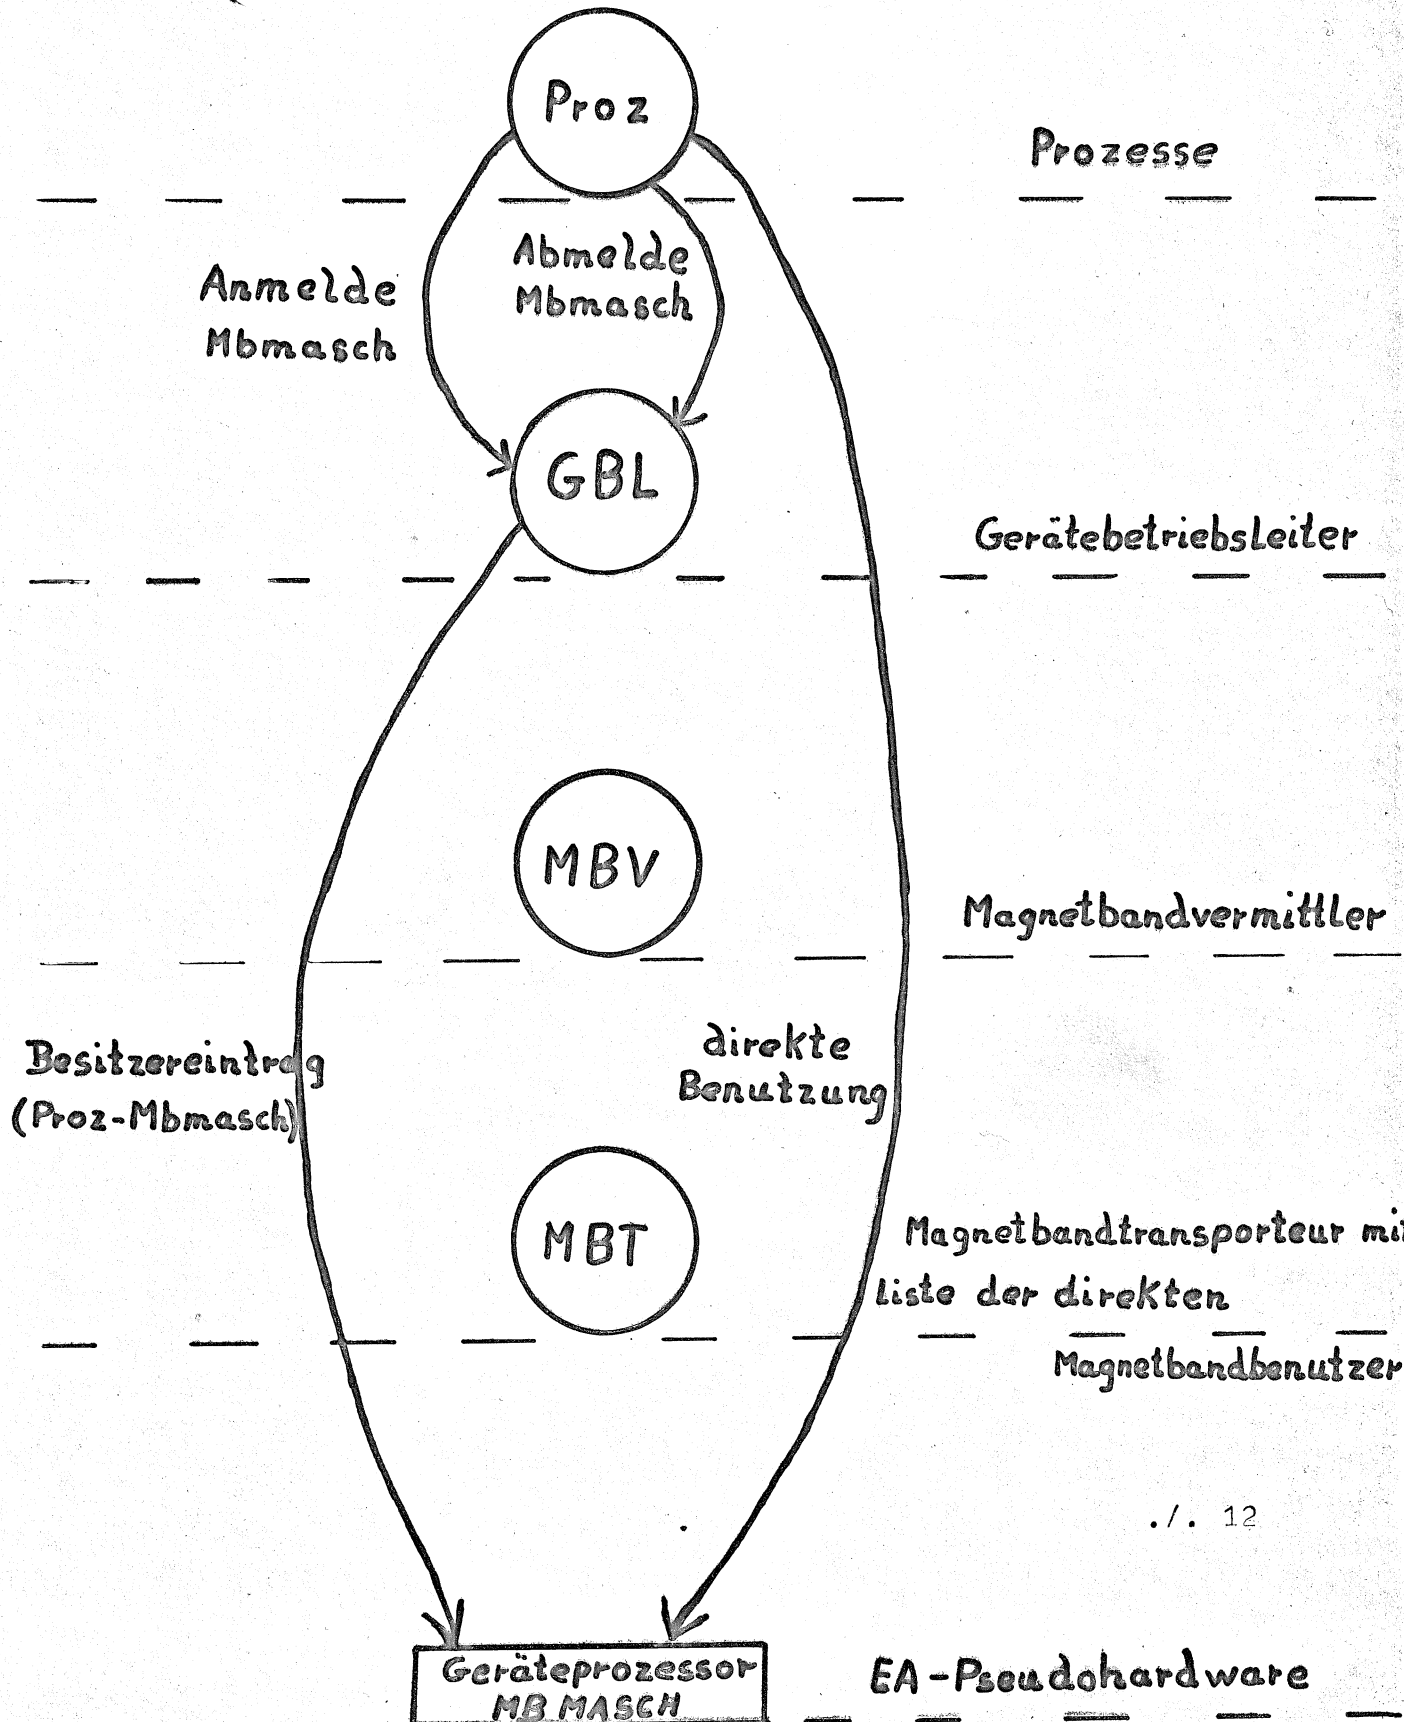 Proz
Prozesse
Anmelde
Mbmasch
Abmelde
Mbmasch
GBL
Gerätebetriebsleiter
MBV
Magnetbandvermittler
Besitzereintrag
(Proz-Mbmasch)
direkte
Benutzung
MBT
Magnetbandtransporteur mit
liste der direkten
Magnetbandbenutzer
./. 12
Geräteprozessor
MB MASCH
EA-Pseudohardware